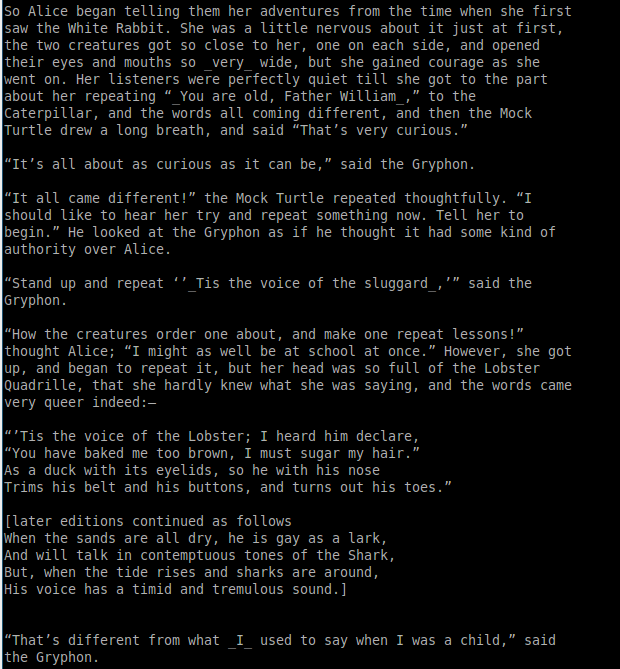 So Alice began telling them her adventures from the time when she first
saw the White Rabbit. She was a little nervous about it just at first,
the two creatures got so close to her, one on each side, and opened
their eyes and mouths so _very_ wide, but she gained courage as she
went on. Her listeners were perfectly quiet till she got to the part
about her repeating “_You are old, Father William_,” to the
Caterpillar, and the words all coming different, and then the Mock
Turtle drew a long breath, and said “That’s very curious.”

“It’s all about as curious as it can be,” said the Gryphon.

“It all came different!” the Mock Turtle repeated thoughtfully. “I
should like to hear her try and repeat something now. Tell her to
begin.” He looked at the Gryphon as if he thought it had some kind of
authority over Alice.

“Stand up and repeat ‘’_Tis the voice of the sluggard_,’” said the
Gryphon.

“How the creatures order one about, and make one repeat lessons!”
thought Alice; “I might as well be at school at once.” However, she got
up, and began to repeat it, but her head was so full of the Lobster
Quadrille, that she hardly knew what she was saying, and the words came
very queer indeed:—

“’Tis the voice of the Lobster; I heard him declare,
“You have baked me too brown, I must sugar my hair.”
As a duck with its eyelids, so he with his nose
Trims his belt and his buttons, and turns out his toes.”

[later editions continued as follows
When the sands are all dry, he is gay as a lark,
And will talk in contemptuous tones of the Shark,
But, when the tide rises and sharks are around,
His voice has a timid and tremulous sound.]

“That’s different from what _I_ used to say when I was a child,” said
the Gryphon.